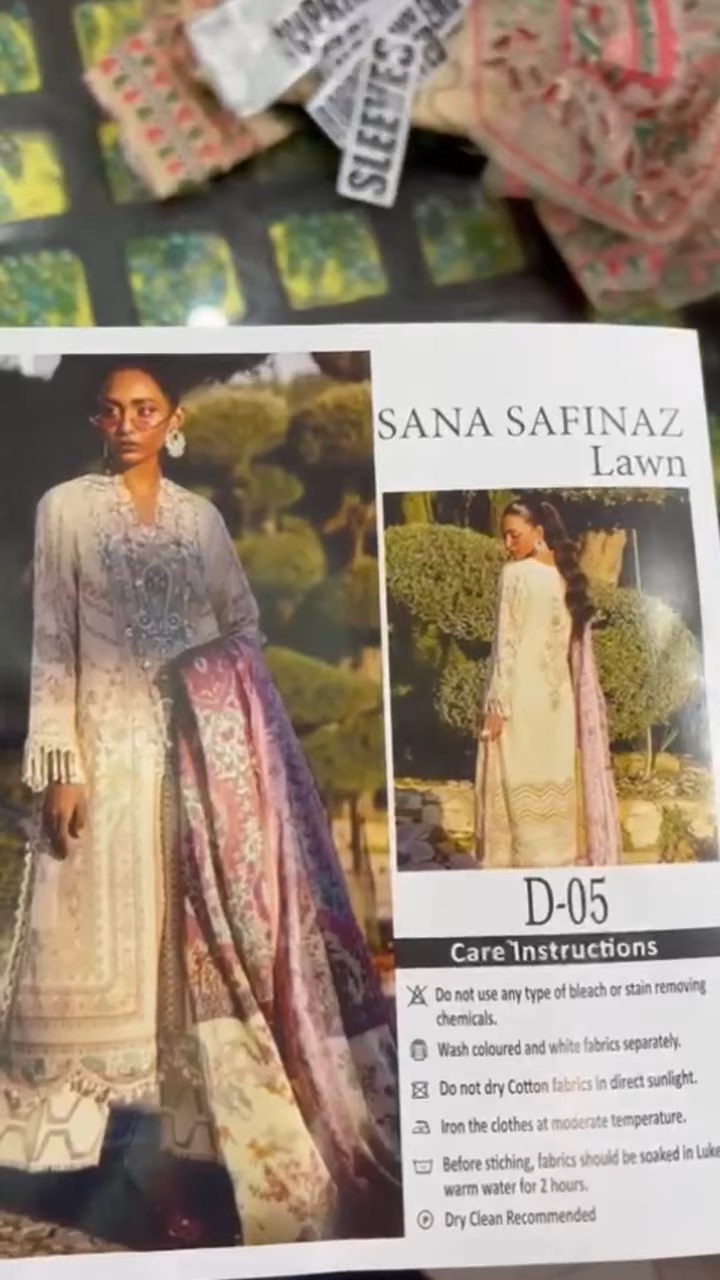 SLEEVES
SANA SAFINAZ
Lawn
D-05
Care Instructions
Do not use any type of bleach or stain removing
chemicals.
Wash coloured and white fabrics separately.
Do not dry Cotton fabrics in direct sunlight.
Iron the clothes at moderate temperature.
Before stiching, fabrics should be soaked in Luke
warm water for 2 hours.
Dry Clean Recommended